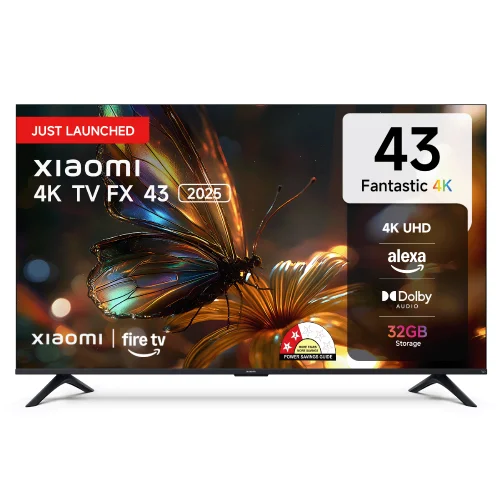 JUST LAUNCHED
xiaomi
4K TV FX 43 2025
43
Fantastic 4K
4K UHD
alexa
Dolby
AUDIO
32GB
Storage
xiaomi | fire tv
POWER SAVINGS GUIDE